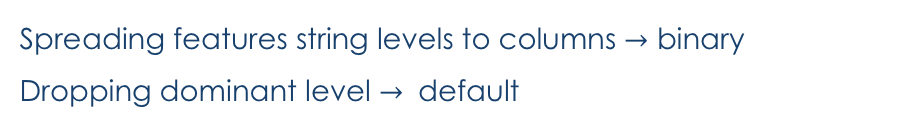 Spreading features string levels to columns → binary
Dropping dominant level → default